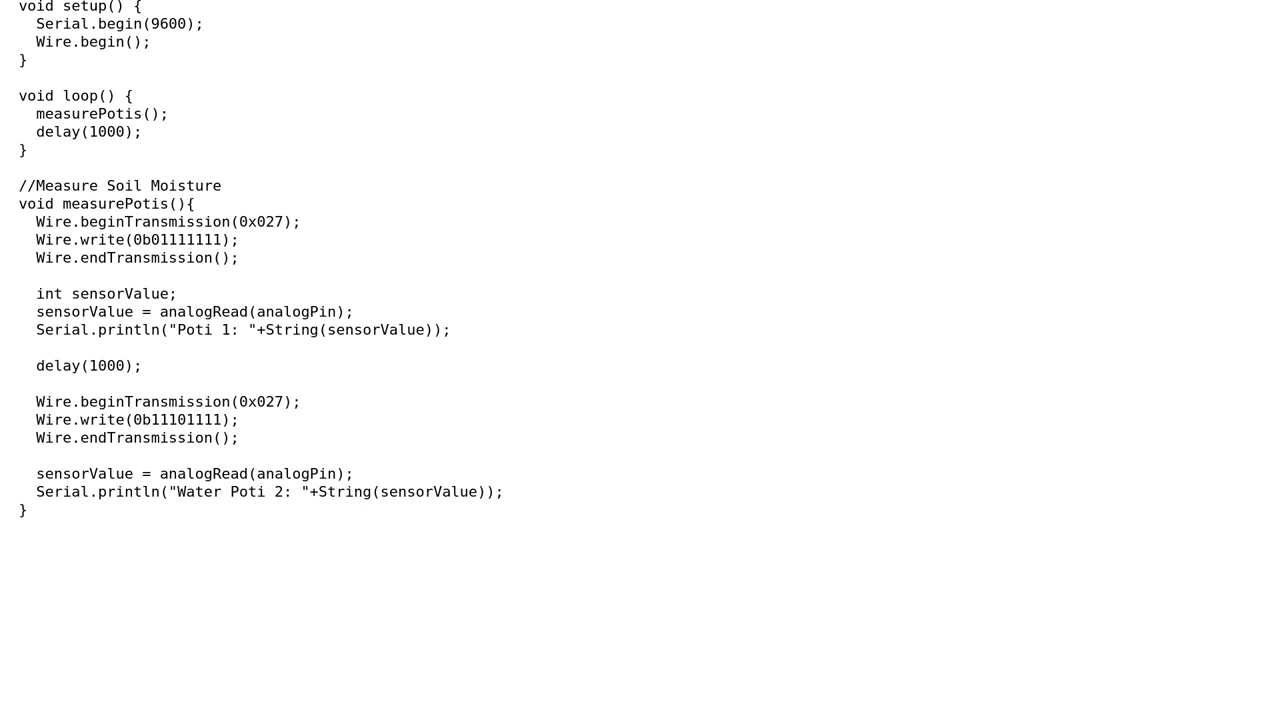 void setup() {
  Serial.begin(9600);
  Wire.begin();
}

void loop() {
  measurePotis();
  delay(1000);
}

//Measure Soil Moisture
void measurePotis(){
  Wire.beginTransmission(0x027);
  Wire.write(0b01111111);
  Wire.endTransmission();

  int sensorValue;
  sensorValue = analogRead(analogPin);
  Serial.println("Poti 1: "+String(sensorValue));

  delay(1000);

  Wire.beginTransmission(0x027);
  Wire.write(0b11101111);
  Wire.endTransmission();

  sensorValue = analogRead(analogPin);
  Serial.println("Water Poti 2: "+String(sensorValue));
}